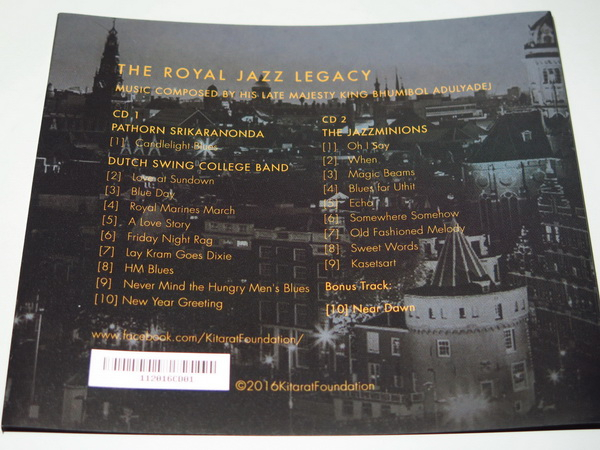 THE ROYAL JAZZ LEGACY
MUSIC COMPOSED BY HIS LATE MAJESTY KING BHUMIBOL ADULYADEJ
CD 1
PATHORN SRIKARANONDA
[1] Candlelight Blues
DUTCH SWING COLLEGE BAND
[2] Love at Sundown
[3] Blue Day
[4] Royal Marines March
[5] A Love Story
[6] Friday Night Rag
[7] Lay Kram Goes Dixie
[8] HM Blues
[9] Never Mind the Hungry Men's Blues
[10] New Year Greeting
CD 2
THE JAZZMINIONS
[1] Oh I Say
[2] When
[3] Magic Beams
[4] Blues for Uthit
[5] Echo
[6] Somewhere Somehow
[7] Old Fashioned Melody
[8] Sweet Words
[9] Kasetsart
Bonus Track:
[10] Near Dawn
www.facebook.com/KitaratFoundation/
112016CD01
©2016KitaratFoundation